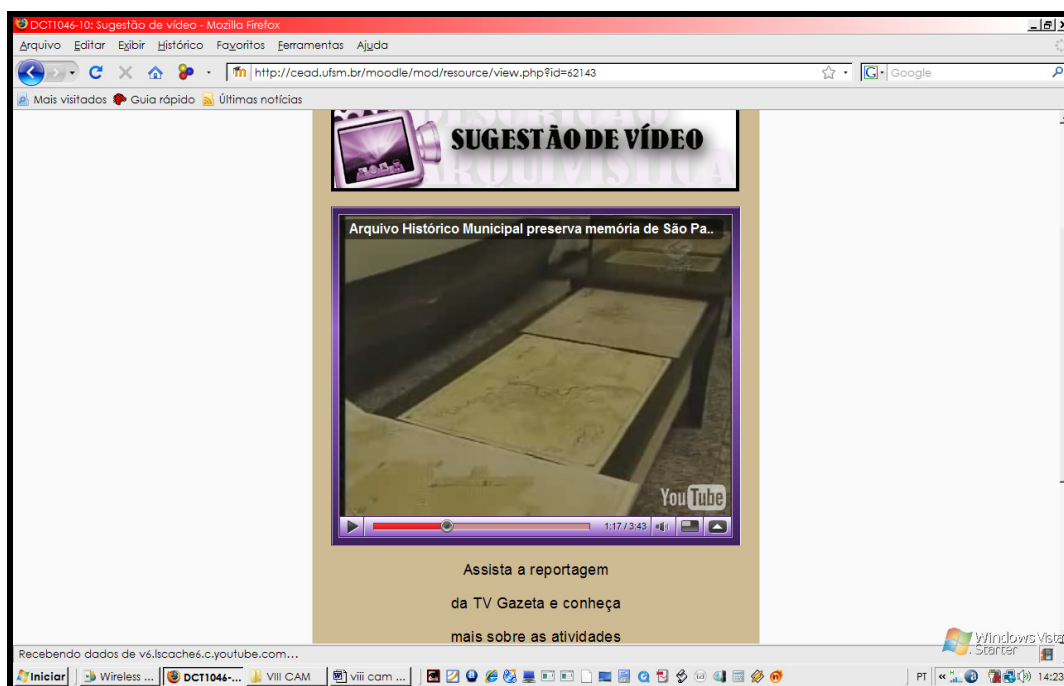 DCT1046-10: Sugestão de vídeo - Mozilla Firefox
Arquivo Editar Exibir Histórico Favoritos Ferramentas Ajuda
http://cead.ufsm.br/moodle/mod/resource/view.php?id=62143
G Google
Mais visitados Guia rápido Últimas notícias
SUGESTÃO DE VÍDEO
ARQUIVÍSTICA
Arquivo Histórico Municipal preserva memória de São Pa..
YouTube
1:17 / 3:43
Assista a reportagem
da TV Gazeta e conheça
mais sobre as atividades
Windows Vista
Starter
Recebendo dados de v6.lscache6.c.youtube.com...
Iniciar Wireless ... DCT1046-... VIII CAM viii cam ... PT « 14:23